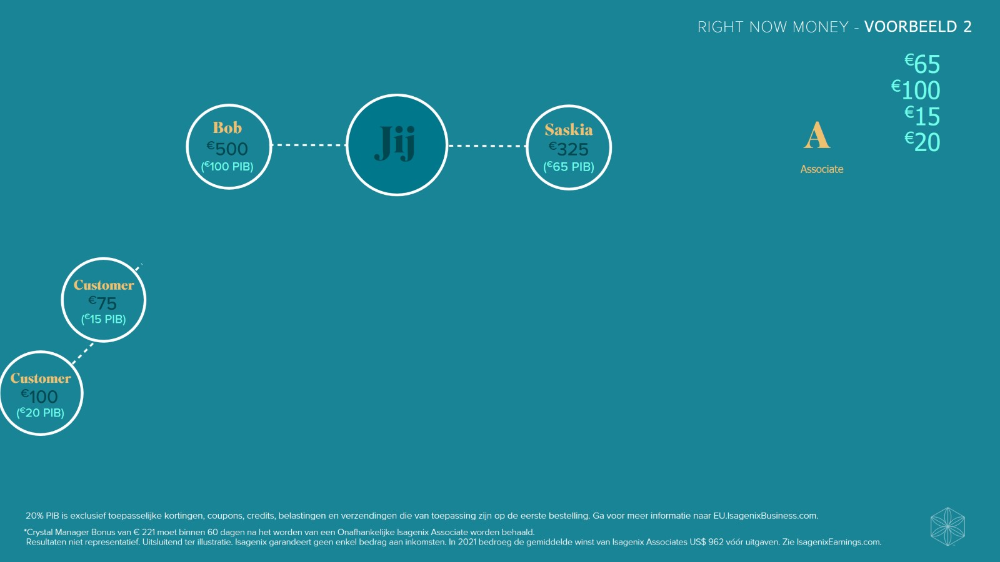 RIGHT NOW MONEY - VOORBEELD 2
€65
€100
€15
€20
A
Associate
Bob
€500
(€100 PIB)
Jij
Saskia
€325
(€65 PIB)
Customer
€75
(€15 PIB)
Customer
€100
(€20 PIB)
20% PIB is exclusief toepasselijke kortingen, coupons, credits, belastingen en verzendingen die van toepassing zijn op de eerste bestelling. Ga voor meer informatie naar EU.IsagenixBusiness.com.
*Crystal Manager Bonus van € 221 moet binnen 60 dagen na het worden van een Onafhankelijke Isagenix Associate worden behaald.
Resultaten niet representatief. Uitsluitend ter illustratie. Isagenix garandeert geen enkel bedrag aan inkomsten. In 2021 bedroeg de gemiddelde winst van Isagenix Associates US$ 962 vóór uitgaven. Zie IsagenixEarnings.com.